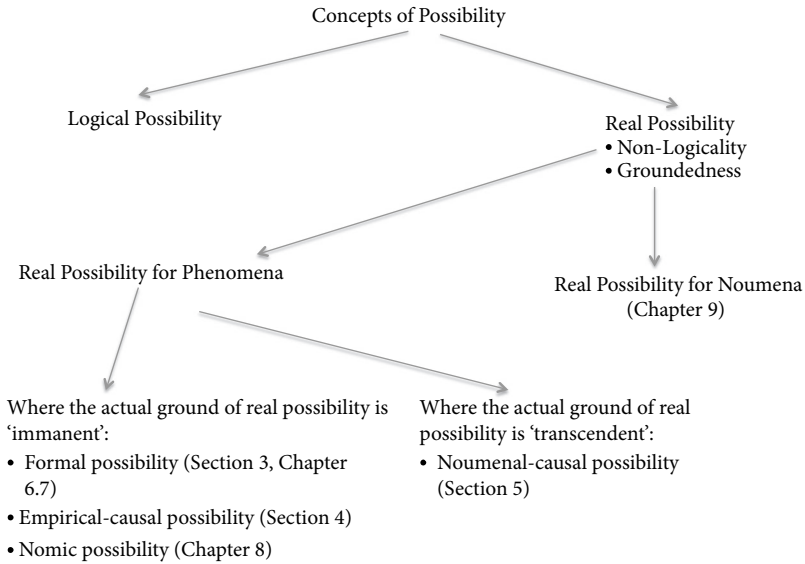 Concepts of Possibility
Logical Possibility
Real Possibility
• Non-Logicality
• Groundedness
Real Possibility for Phenomena
Real Possibility for Noumena
(Chapter 9)
Where the actual ground of real possibility is
‘immanent’:
• Formal possibility (Section 3, Chapter
6.7)
• Empirical-causal possibility (Section 4)
• Nomic possibility (Chapter 8)
Where the actual ground of real
possibility is ‘transcendent’:
• Noumenal-causal possibility
(Section 5)